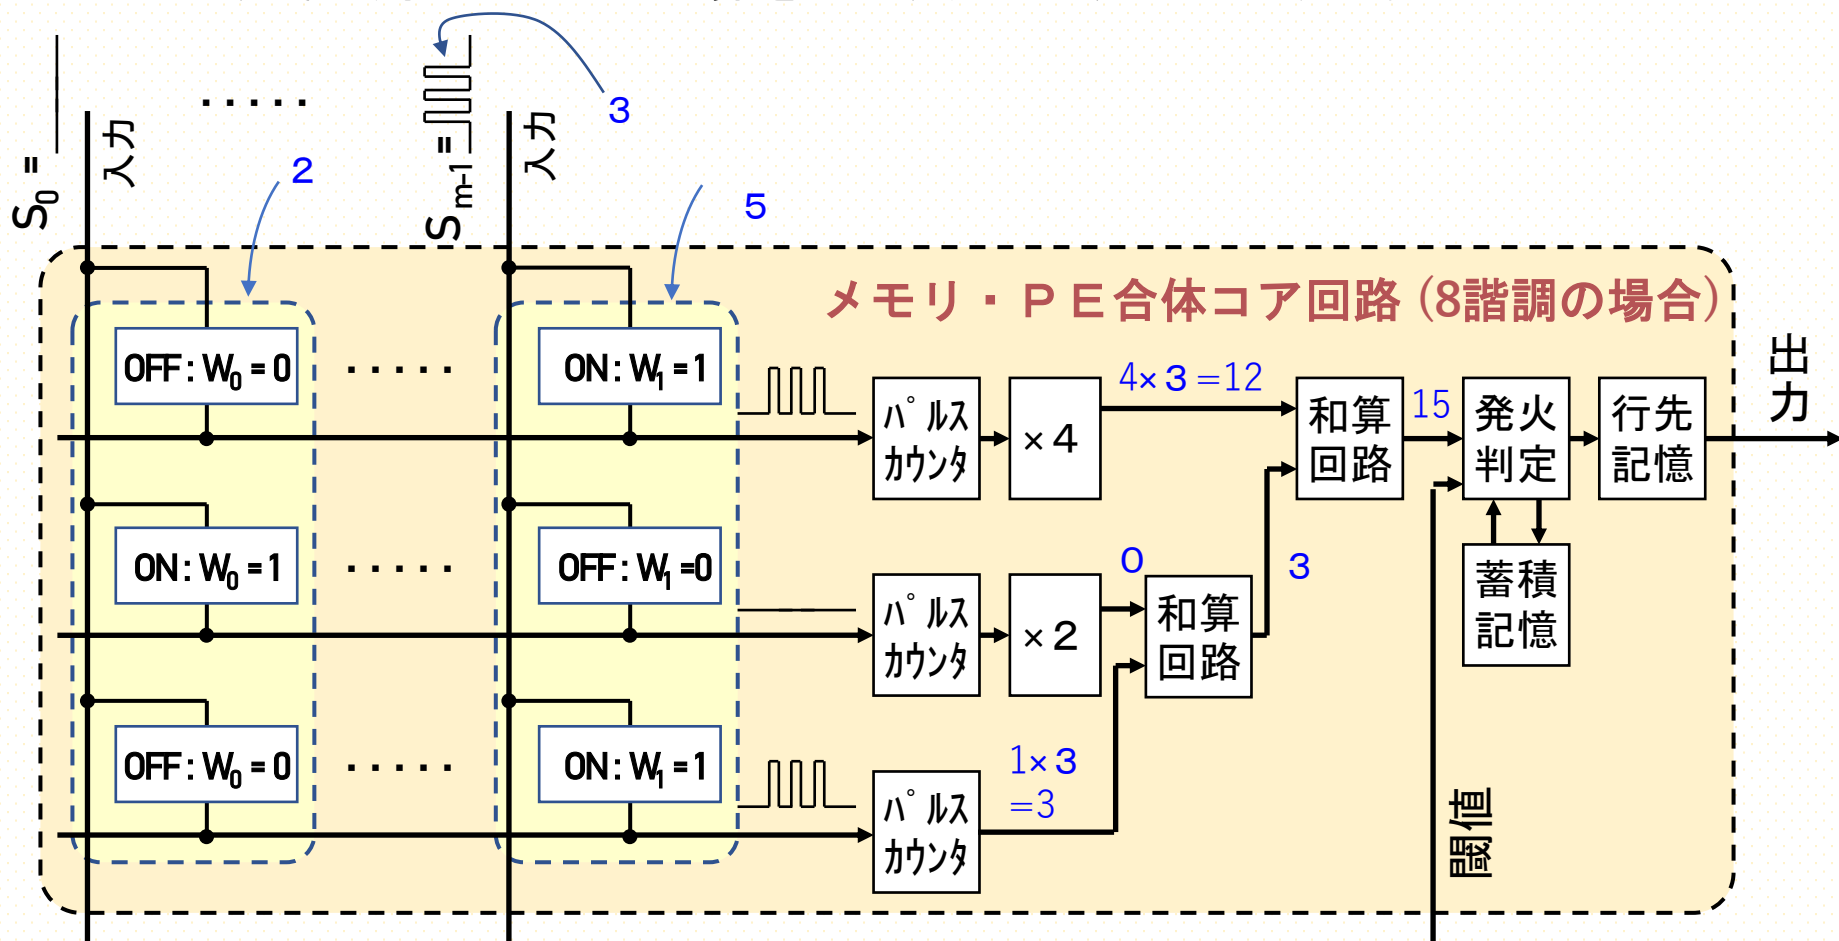 3
2
5
S0 =
入力
Sm-1 =
入力
メモリ・PE合体コア回路（8階調の場合）
OFF：W0 = 0
ON：W1 = 1
パルス
カウンタ
×4
4×3 =12
和算
回路
15
発火
判定
行先
記憶
出力
ON：W0 = 1
OFF：W1 =0
パルス
カウンタ
×2
0
和算
回路
3
蓄積
記憶
OFF：W0 = 0
ON：W1 = 1
パルス
カウンタ
1×3
=3
閾値